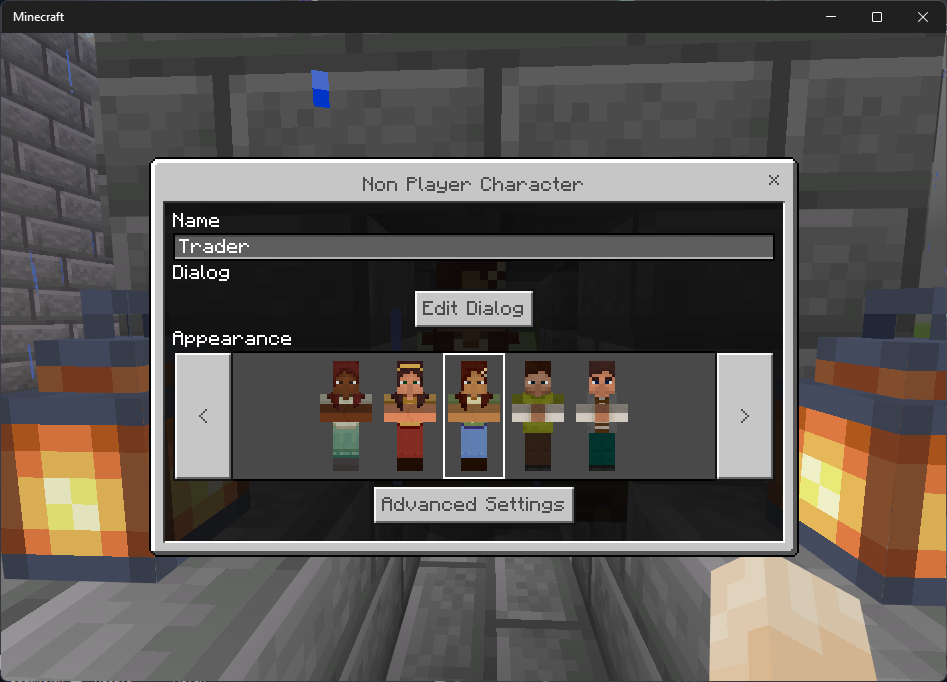 Minecraft
Non Player Character
Name
Trader
Dialog
Edit Dialog
Appearance
Advanced Settings